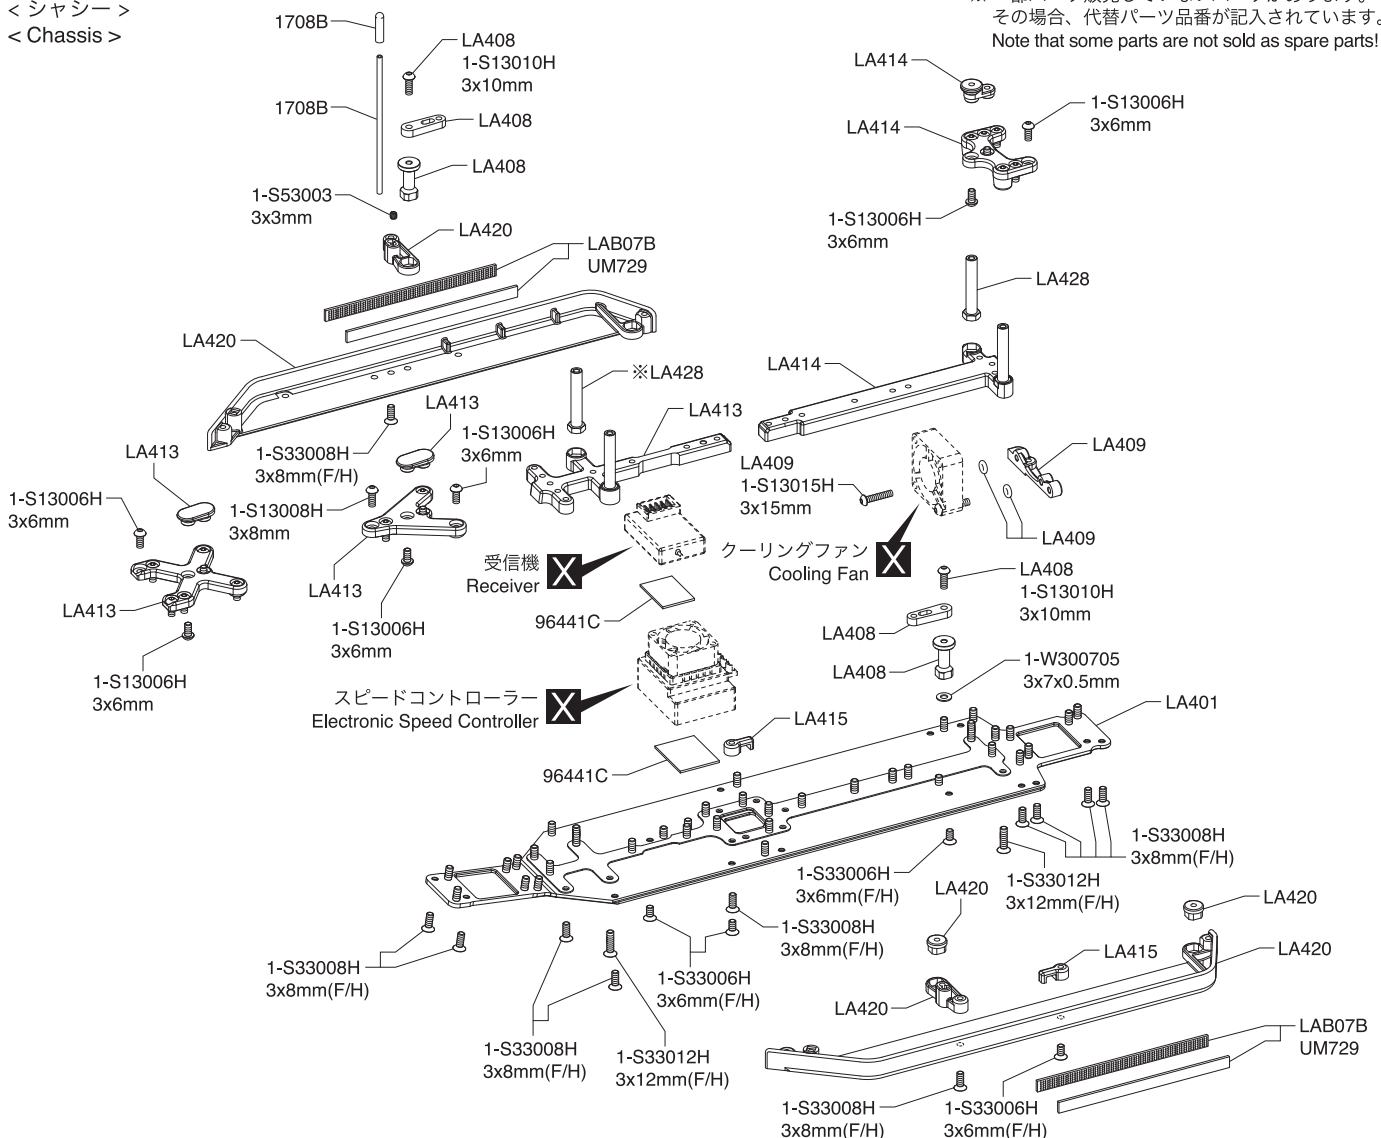 < シャシー >
< Chassis >
その場合、代替パーツ品番が記入されています。
Note that some parts are not sold as spare parts!
1708B
LA408
1-S13010H
3x10mm
1708B
LA408
LA408
1-S53003
3x3mm
LA420
LAB07B
UM729
LA420
LA414
LA414
1-S13006H
3x6mm
1-S13006H
3x6mm
LA428
LA414
※LA428
LA413
LA413
1-S33008H
3x8mm(F/H)
1-S13006H
3x6mm
LA413
1-S13006H
3x6mm
1-S13008H
3x8mm
LA413
LA413
1-S13006H
3x6mm
1-S13006H
3x6mm
LA409
1-S13015H
3x15mm
LA409
LA409
受信機
Receiver
X
クーリングファン
Cooling Fan
X
96441C
LA408
1-S13010H
3x10mm
LA408
LA408
1-W300705
3x7x0.5mm
スピードコントローラー
Electronic Speed Controller
X
LA415
LA401
96441C
1-S33008H
3x8mm(F/H)
1-S33006H
3x6mm(F/H)
1-S33012H
3x12mm(F/H)
LA420
LA420
1-S33008H
3x8mm(F/H)
1-S33008H
3x8mm(F/H)
1-S33006H
3x6mm(F/H)
LA415
LA420
LA420
1-S33008H
3x8mm(F/H)
1-S33012H
3x12mm(F/H)
LAB07B
UM729
1-S33008H
3x8mm(F/H)
1-S33006H
3x6mm(F/H)